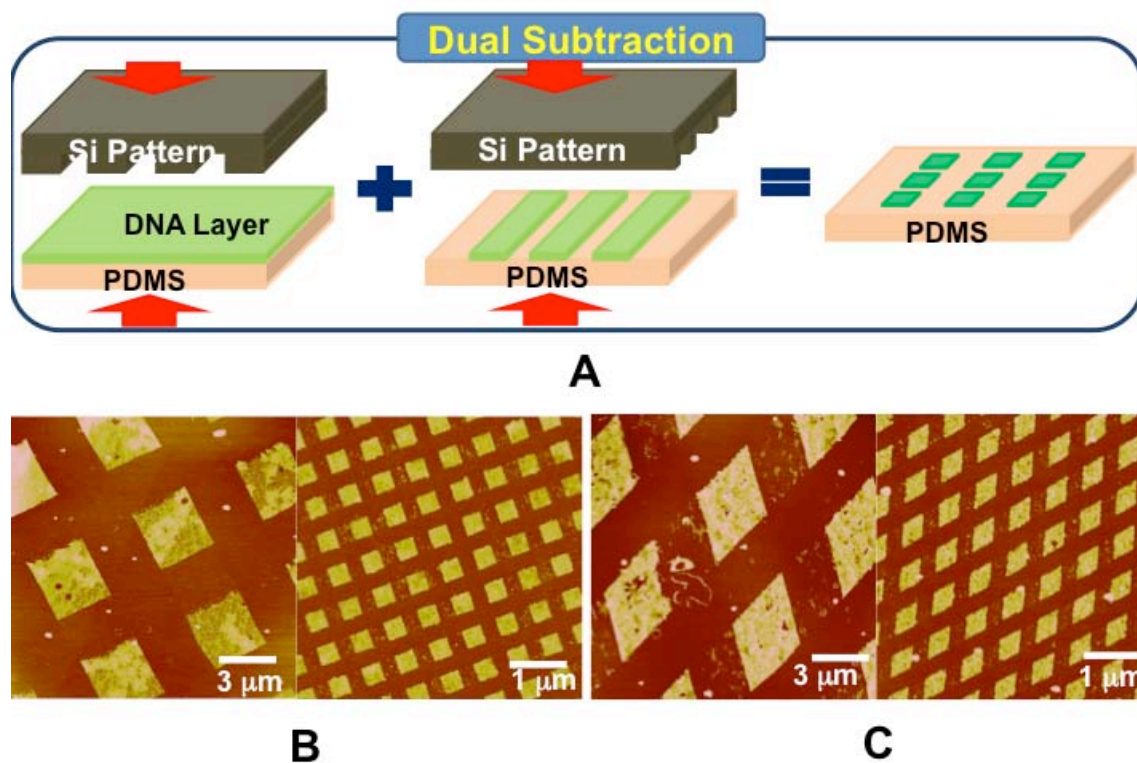 Dual Subtraction
Si Pattern
Si Pattern
DNA Layer
PDMS
PDMS
PDMS
A
3 μm
1 μm
3 μm
1 μm
B
C